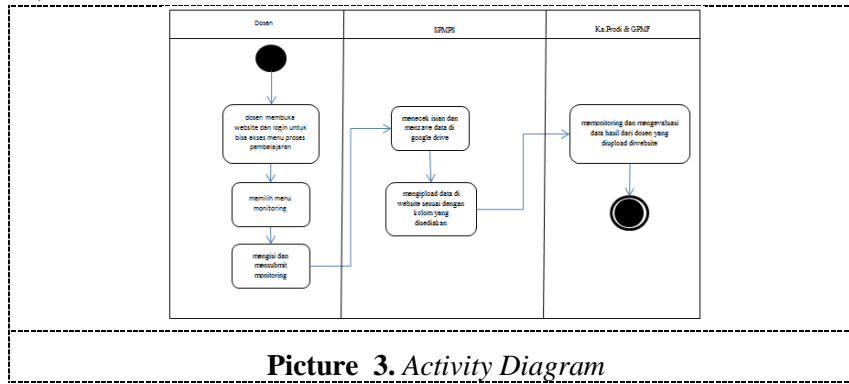 Dosen
SPMPS
Ka.Prodi & GPMF
dosen membuka
website dan login untuk
bisa akses menu proses
pembelajaran
memilih menu
monitoring
mengisi dan
mensubmit
monitoring
menecek isian dan
mensave data di
google drive
mengipload data di
website sesuai dengan
kolom yang
disediakan
memonitoring dan mengevaluasi
data hasil dari dosen yang
diupload diwebsite
Picture 3. Activity Diagram